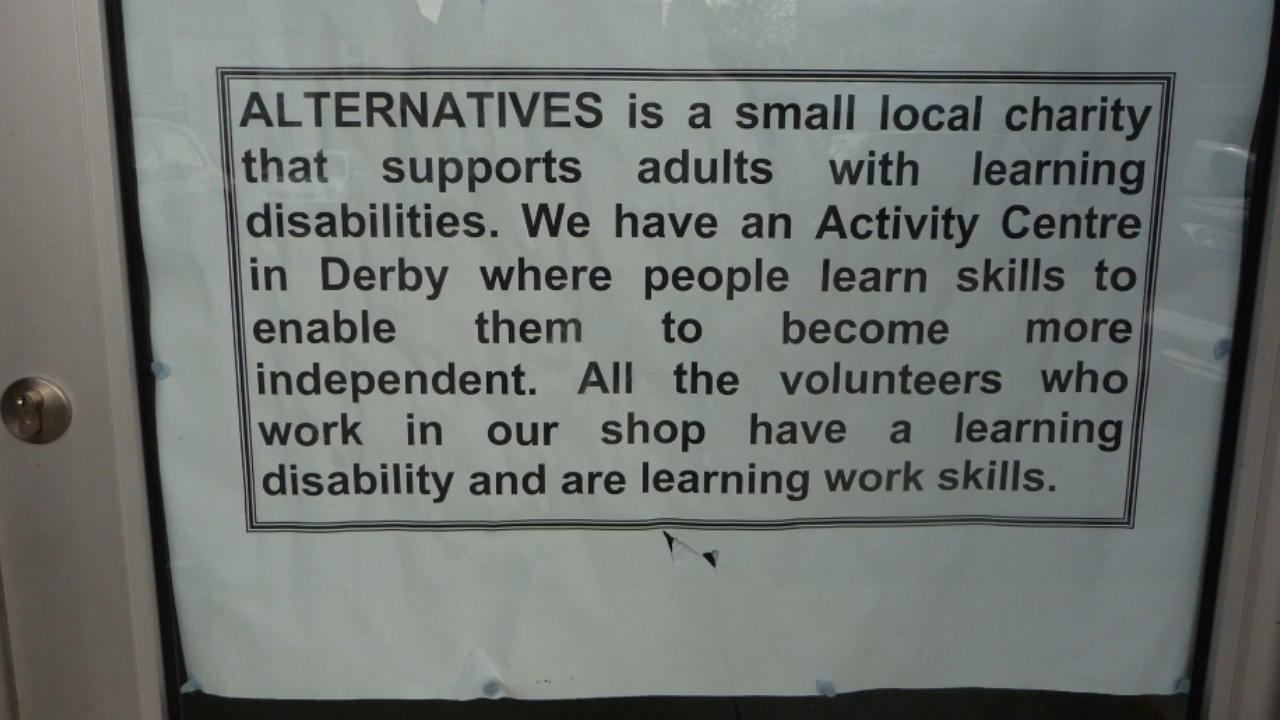 ALTERNATIVES is a small local charity
that supports adults with learning
disabilities. We have an Activity Centre
in Derby where people learn skills to
enable them to become more
independent. All the volunteers who
work in our shop have a learning
disability and are learning work skills.